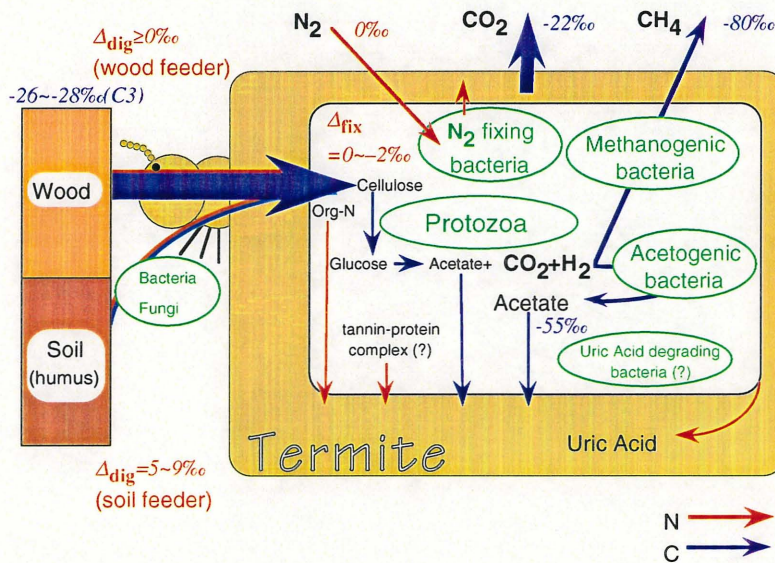 N2
0‰
CO2
-22‰
CH4
-80‰
Δdig≥0‰
(wood feeder)
-26~-28‰(C3)
Δfix
=0~-2‰
N2 fixing
bacteria
Methanogenic
bacteria
Wood
Cellulose
Org-N
Protozoa
Glucose
Acetate+
CO2+H2
Acetogenic
bacteria
Acetate
-55‰
Bacteria
Fungi
Soil
(humus)
tannin-protein
complex (?)
Uric Acid degrading
bacteria (?)
Termite
Uric Acid
Δdig=5~9‰
(soil feeder)
N
C